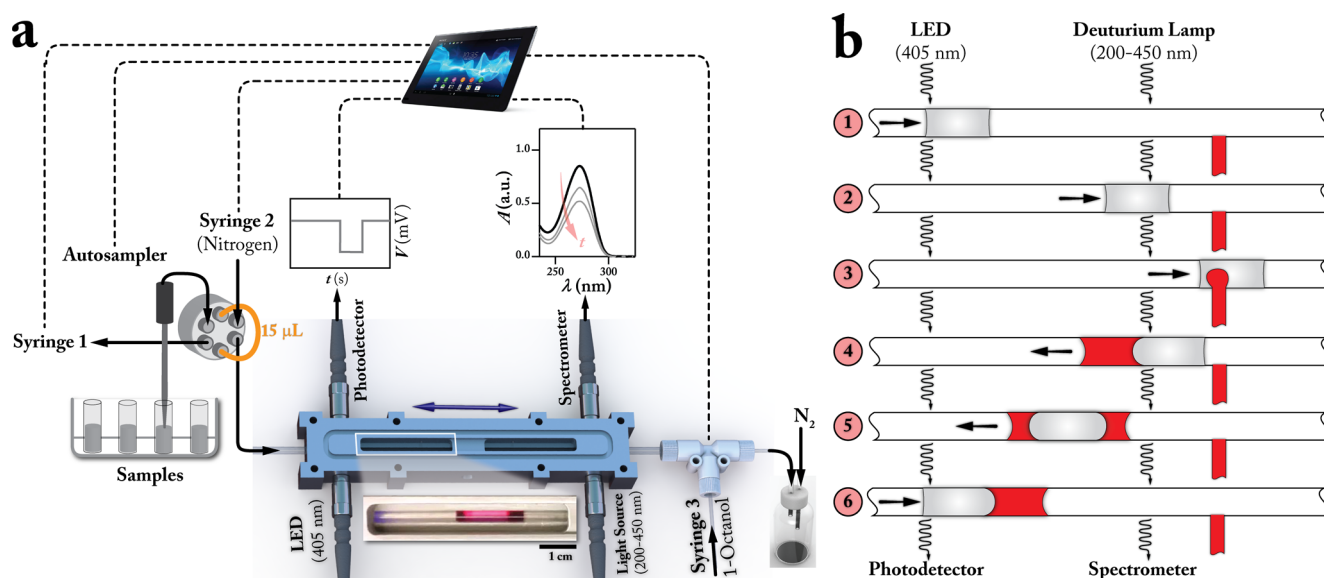 a
Syringe 2
(Nitrogen)
Autosampler
15 μL
Syringe 1
Samples
V (mV)
t (s)
A (a.u.)
1.0
0.5
0.0
t
250
300
λ (nm)
Photodetector
Spectrometer
LED
(405 nm)
Light Source
(200-450 nm)
1 cm
Syringe 3
1-Octanol
N2
b
LED
(405 nm)
Deuturium Lamp
(200-450 nm)
1
2
3
4
5
6
Photodetector
Spectrometer